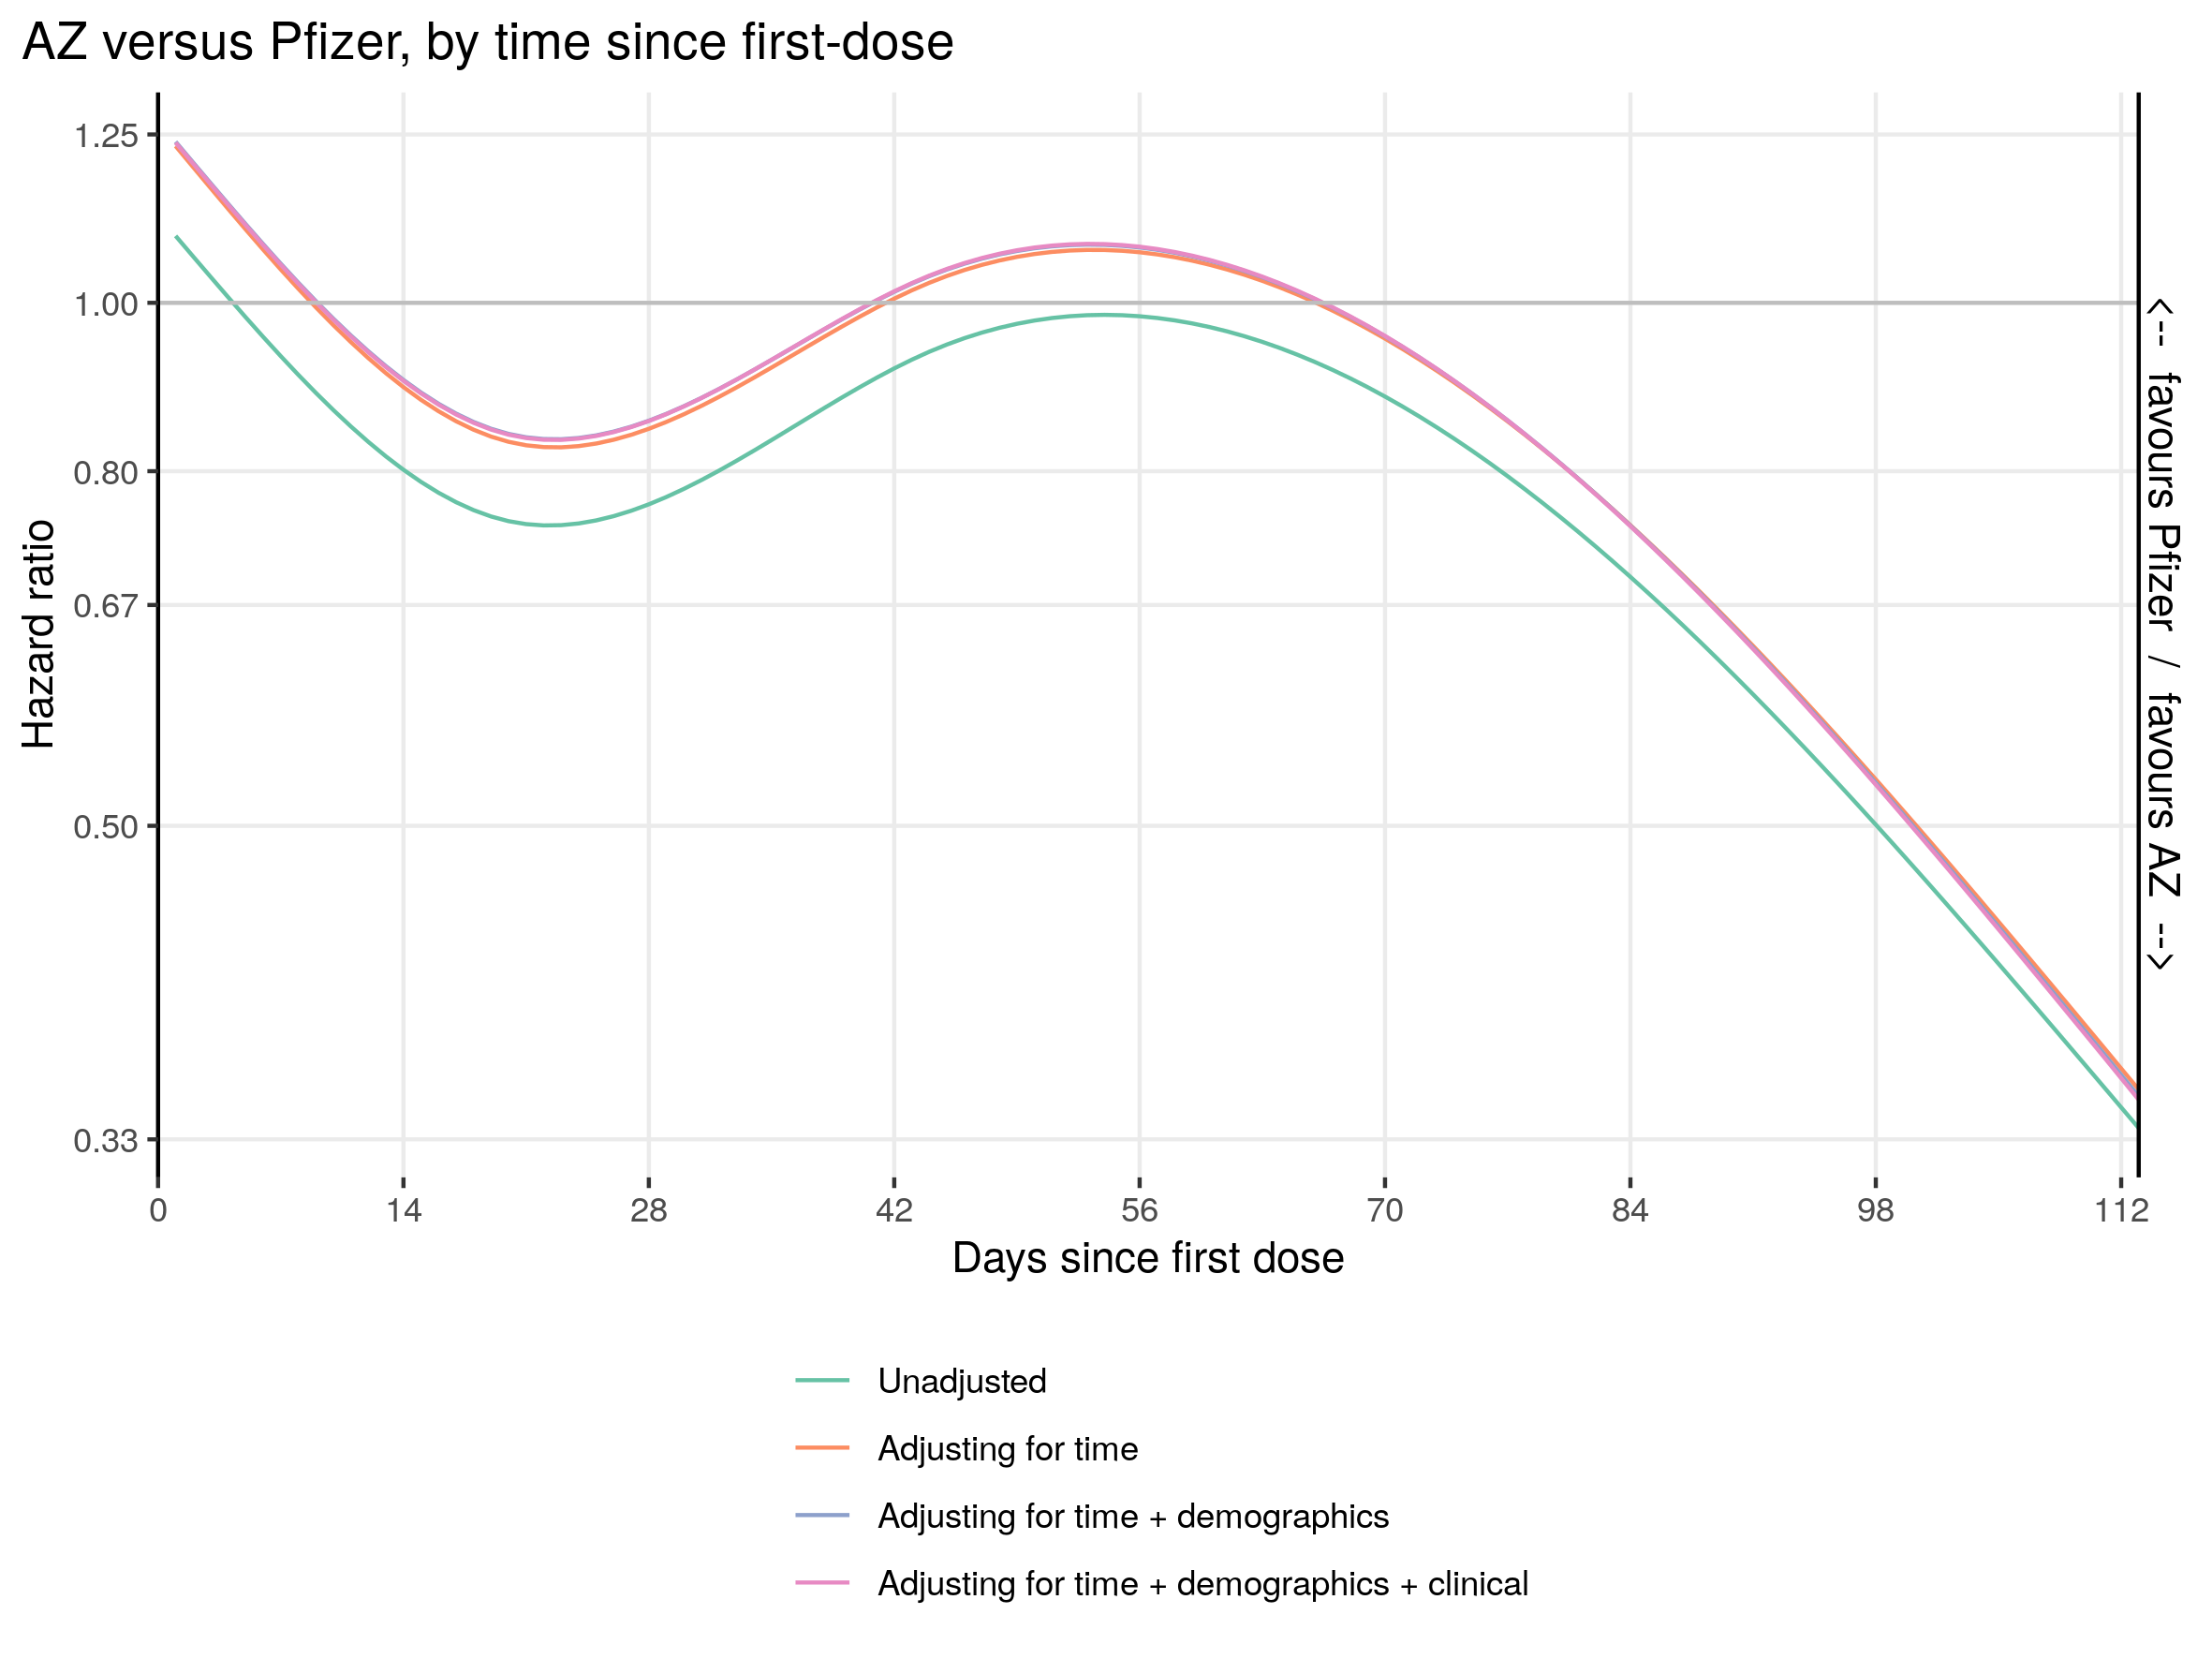 AZ versus Pfizer, by time since first-dose
Hazard ratio
1.25
1.00
0.80
0.67
0.50
0.33
0 14 28 42 56 70 84 98 112
Days since first dose
<-- favours Pfizer / favours AZ -->
Unadjusted
Adjusting for time
Adjusting for time + demographics
Adjusting for time + demographics + clinical